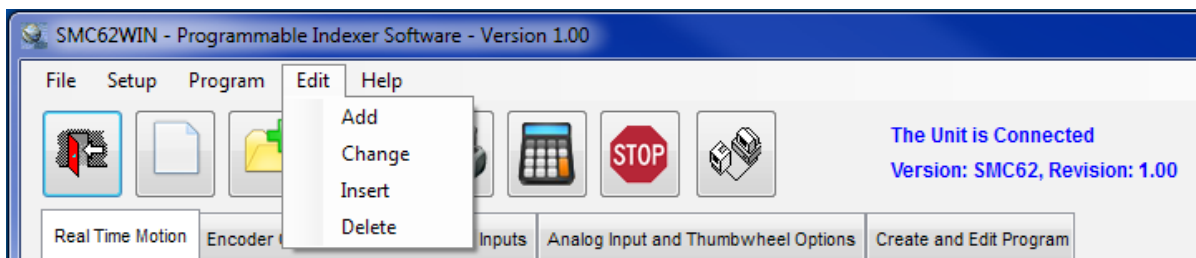 SMC62WIN - Programmable Indexer Software - Version 1.00
File Setup Program Edit Help
Add
Change
Insert
Delete
STOP
The Unit is Connected
Version: SMC62, Revision: 1.00
Real Time Motion Encoder Inputs Analog Input and Thumbwheel Options Create and Edit Program